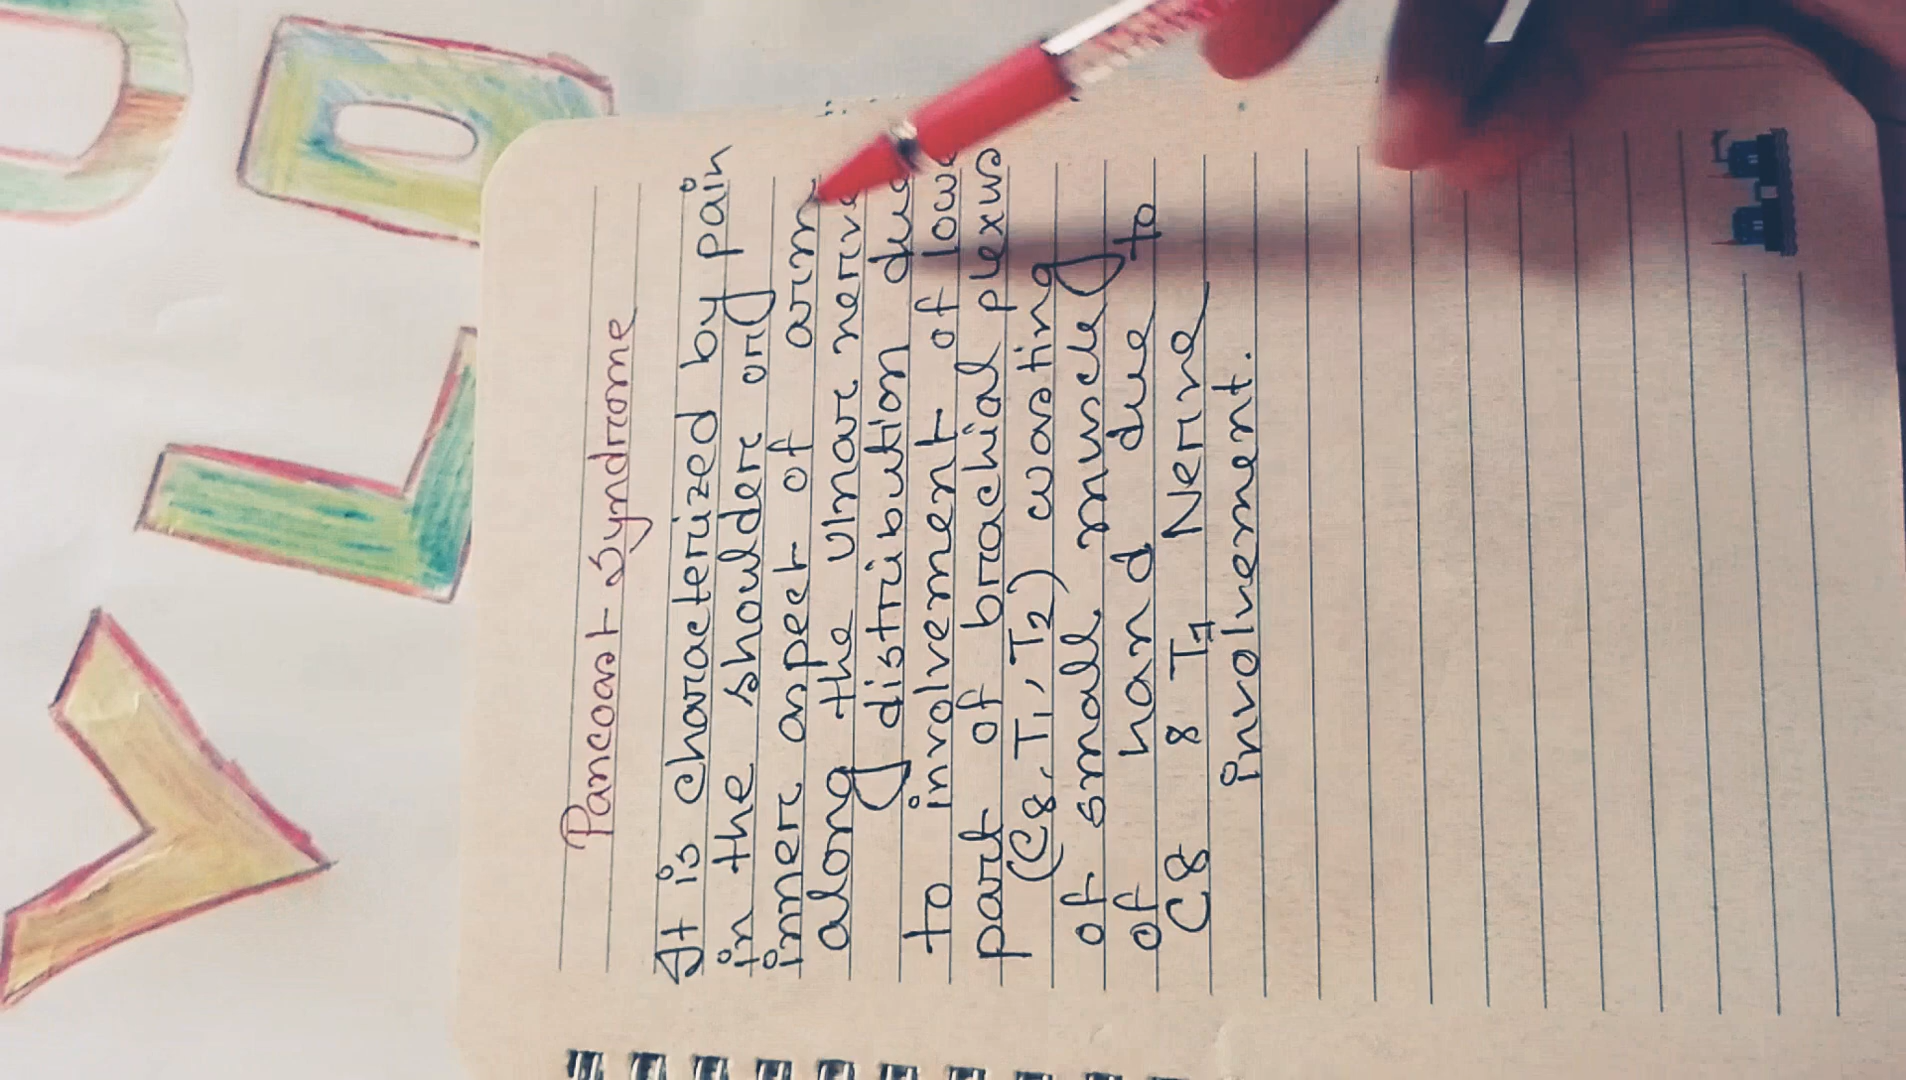 Pancoast Syndrome
It is characterized by pain
in the shoulder and
inner aspect of arm
along the ulnar nerve
distribution due
to involvement of lowe
part of brachial plexus
(C8, T1, T2) wasting
of small muscle
of hand due to
C8 & T1 Nerve
involvement.